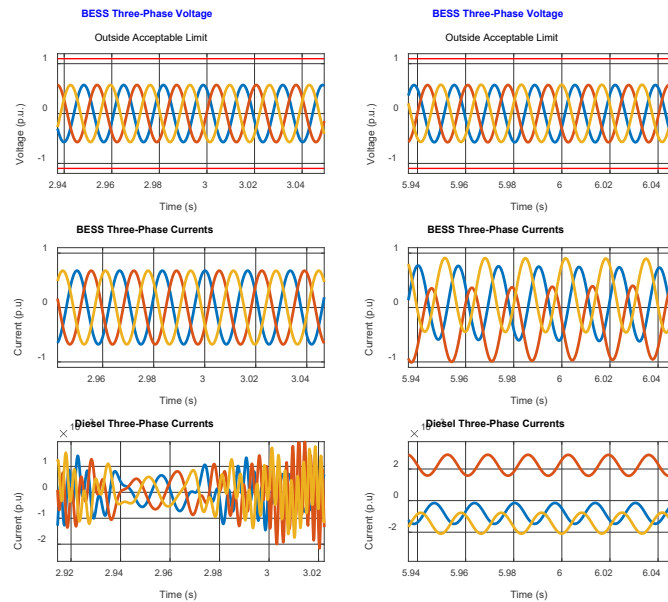 BESS Three-Phase Voltage
Outside Acceptable Limit
1
0
-1
Voltage (p.u.)
2.94 2.96 2.98 3 3.02 3.04
Time (s)
BESS Three-Phase Voltage
Outside Acceptable Limit
1
0
-1
Voltage (p.u.)
5.94 5.96 5.98 6 6.02 6.04
Time (s)
BESS Three-Phase Currents
1
0
-1
Current (p.u)
2.96 2.98 3 3.02 3.04
Time (s)
BESS Three-Phase Currents
1
0
-1
Current (p.u)
5.94 5.96 5.98 6 6.02 6.04
Time (s)
Diesel Three-Phase Currents
1
0
-1
-2
Current (p.u)
2.92 2.94 2.96 2.98 3 3.02
Time (s)
Diesel Three-Phase Currents
2
0
-2
Current (p.u)
5.94 5.96 5.98 6 6.02 6.04
Time (s)